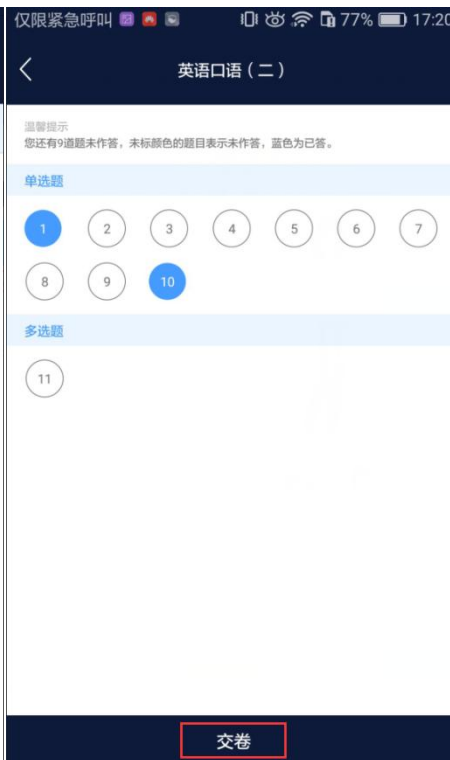 仅限紧急呼叫 77% 17:20
英语口语（二）
温馨提示
您还有9道题未作答，未标颜色的题目表示未作答，蓝色为已答。
单选题
1 2 3 4 5 6 7
8 9 10
多选题
11
交卷